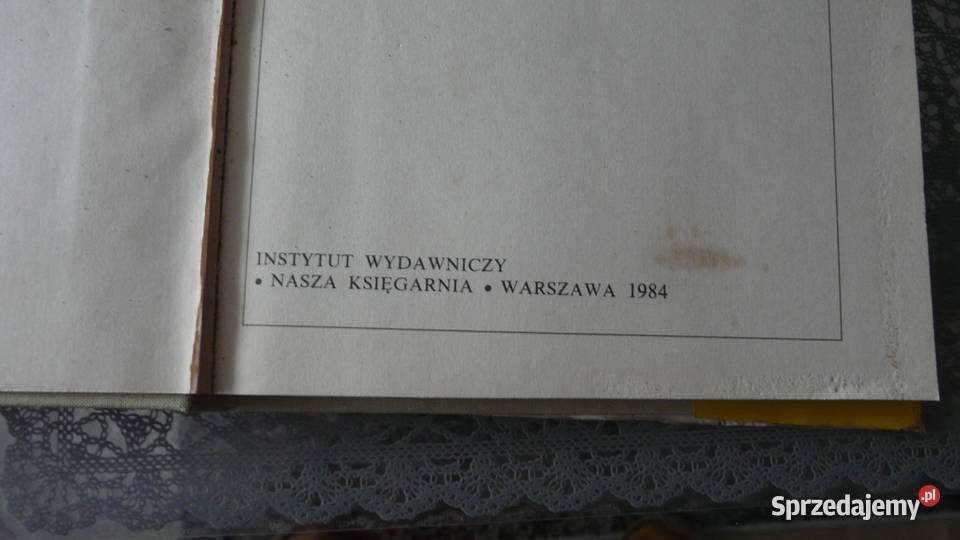 INSTYTUT WYDAWNICZY
• NASZA KSIĘGARNIA • WARSZAWA 1984
Sprzedajemy.pl